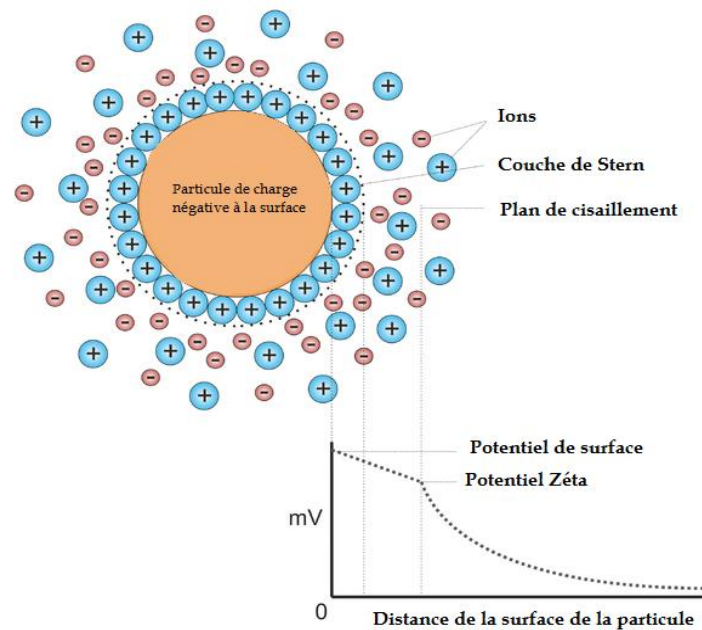 Ions
Couche de Stern
Particule de charge
négative à la surface
Plan de cisaillement
Potentiel de surface
Potentiel Zéta
mV
0
Distance de la surface de la particule